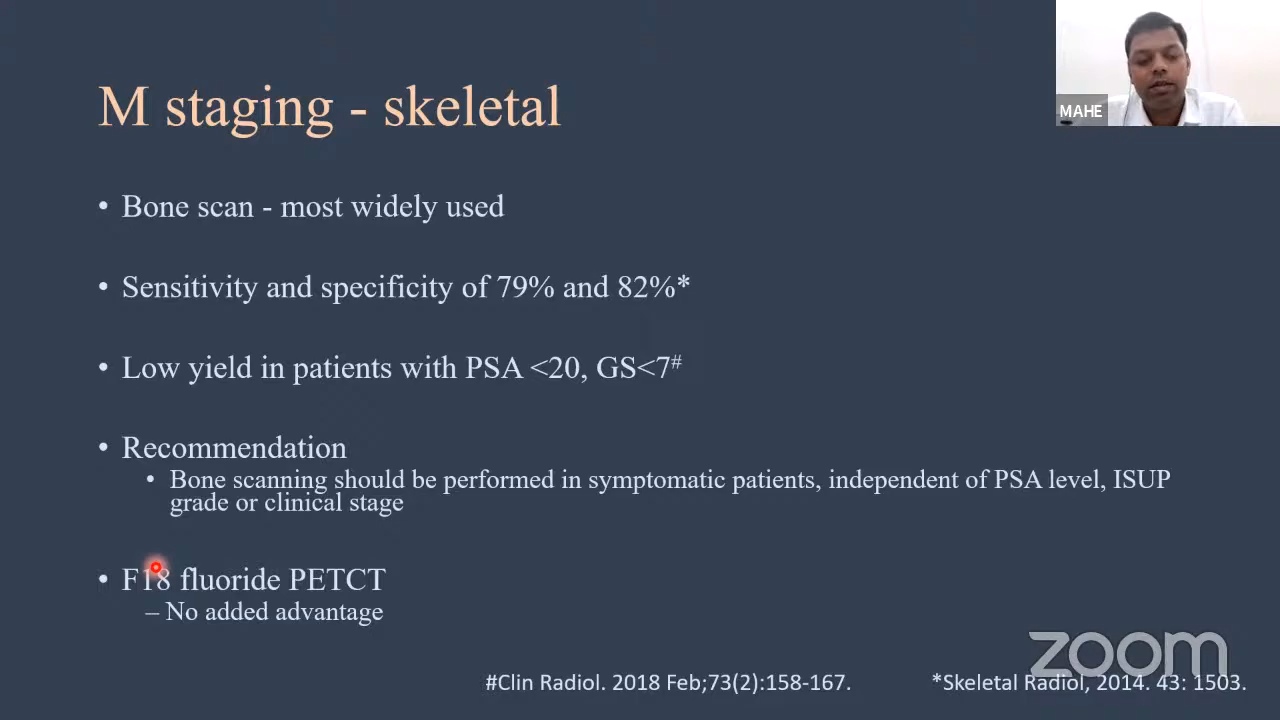 MAHE
M staging - skeletal
• Bone scan - most widely used
• Sensitivity and specificity of 79% and 82%*
• Low yield in patients with PSA <20, GS<7#
• Recommendation
• Bone scanning should be performed in symptomatic patients, independent of PSA level, ISUP
grade or clinical stage
• F18 fluoride PETCT
– No added advantage
zoom
#Clin Radiol. 2018 Feb;73(2):158-167.
*Skeletal Radiol, 2014. 43: 1503.